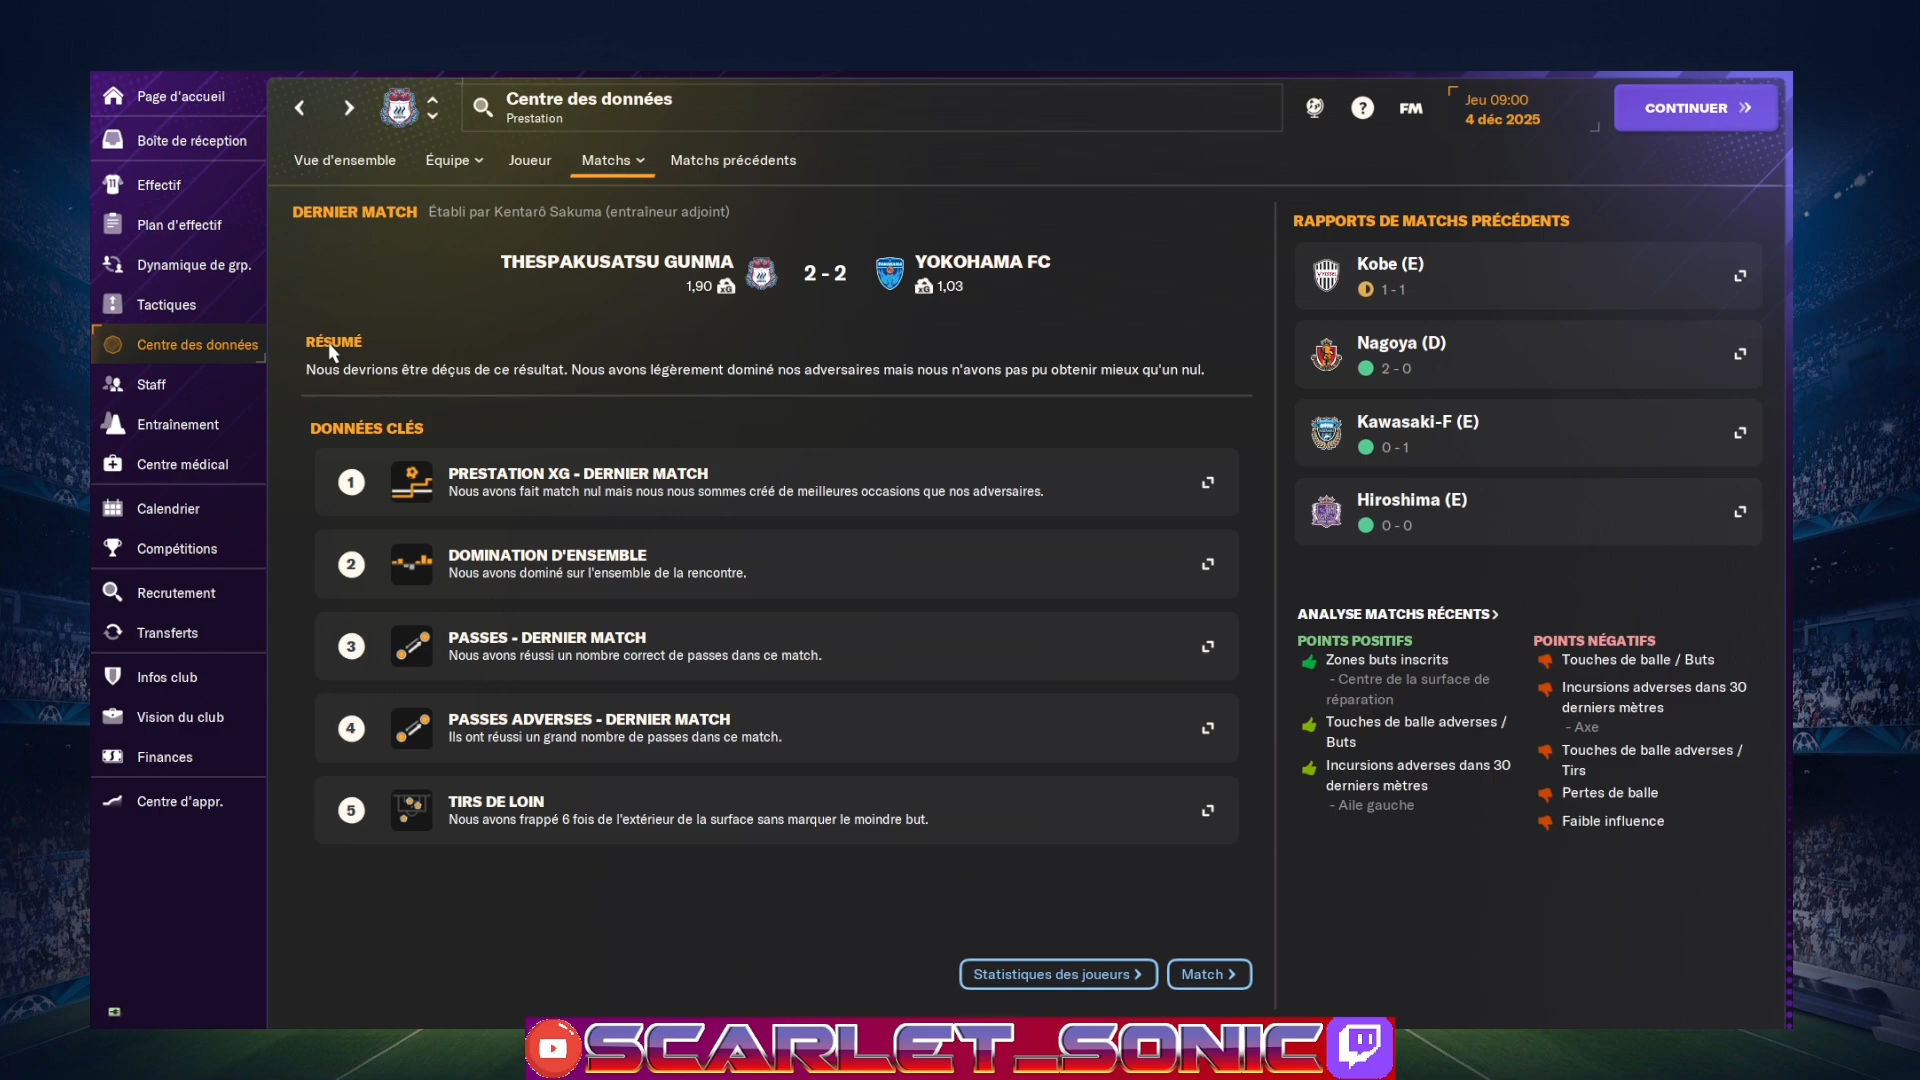 Page d'accueil
Boîte de réception
Effectif
Plan d'effectif
Dynamique de grp.
Tactiques
Centre des données
Staff
Entraînement
Centre médical
Calendrier
Compétitions
Recrutement
Transferts
Infos club
Vision du club
Finances
Centre d'appr.
Centre des données
Prestation
?
FM
Jeu 09:00
4 déc 2025
CONTINUER
Vue d'ensemble
Équipe
Joueur
Matchs
Matchs précédents
DERNIER MATCH Établi par Kentarô Sakuma (entraîneur adjoint)
THESPAKUSATSU GUNMA 2 - 2 YOKOHAMA FC
1,90 xG xG 1,03
RÉSUMÉ
Nous devrions être déçus de ce résultat. Nous avons légèrement dominé nos adversaires mais nous n'avons pas pu obtenir mieux qu'un nul.
DONNÉES CLÉS
1
PRESTATION XG - DERNIER MATCH
Nous avons fait match nul mais nous nous sommes créé de meilleures occasions que nos adversaires.
2
DOMINATION D'ENSEMBLE
Nous avons dominé sur l'ensemble de la rencontre.
3
PASSES - DERNIER MATCH
Nous avons réussi un nombre correct de passes dans ce match.
4
PASSES ADVERSES - DERNIER MATCH
Ils ont réussi un grand nombre de passes dans ce match.
5
TIRS DE LOIN
Nous avons frappé 6 fois de l'extérieur de la surface sans marquer le moindre but.
Statistiques des joueurs
Match
RAPPORTS DE MATCHS PRÉCÉDENTS
Kobe (E)
1 - 1
Nagoya (D)
2 - 0
Kawasaki-F (E)
0 - 1
Hiroshima (E)
0 - 0
ANALYSE MATCHS RÉCENTS
POINTS POSITIFS
Zones buts inscrits
- Centre de la surface de
réparation
Touches de balle adverses /
Buts
Incursions adverses dans 30
derniers mètres
- Aile gauche
POINTS NÉGATIFS
Touches de balle / Buts
Incursions adverses dans 30
derniers mètres
- Axe
Touches de balle adverses /
Tirs
Pertes de balle
Faible influence
SCARLET_SONIC